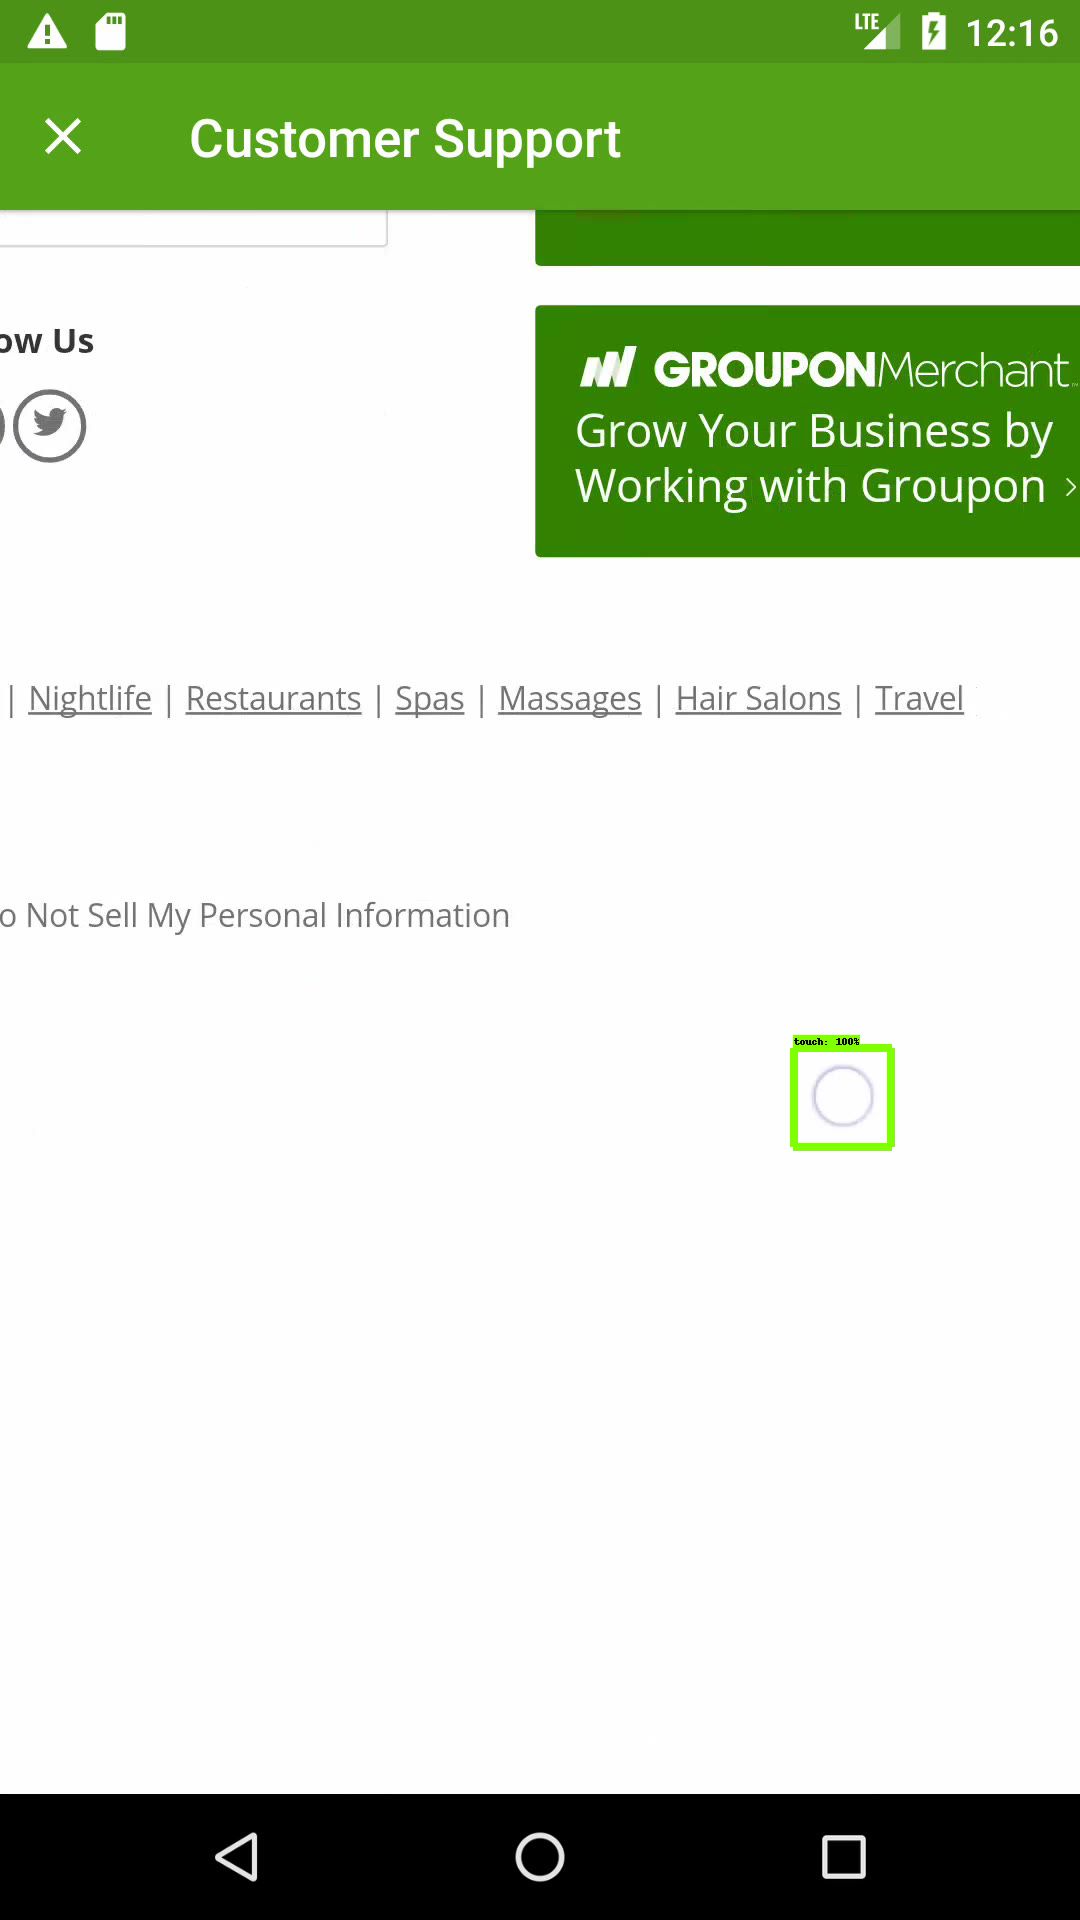 LTE 12:16
Customer Support
ow Us
GROUPONMerchant
Grow Your Business by
Working with Groupon ›
| Nightlife | Restaurants | Spas | Massages | Hair Salons | Travel
o Not Sell My Personal Information
touch: 100%